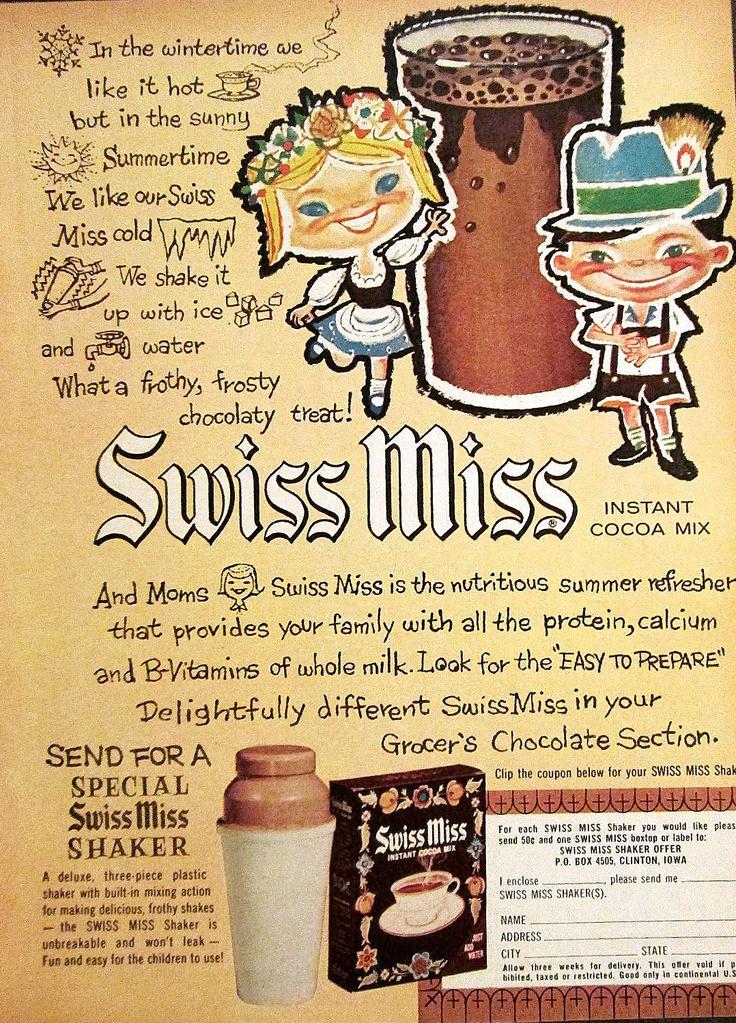 In the wintertime we
like it hot
but in the sunny
Summertime
We like our Swiss
Miss cold
We shake it
up with ice
and water
What a frothy, frosty
chocolaty treat!
Swiss Miss ®
INSTANT
COCOA MIX
And Moms Swiss Miss is the nutritious summer refresher
that provides your family with all the protein, calcium
and B-Vitamins of whole milk. Look for the "EASY TO PREPARE"
Delightfully different Swiss Miss in your
Grocer's Chocolate Section.
SEND FOR A
SPECIAL
Swiss Miss
SHAKER
A deluxe, three-piece plastic
shaker with built-in mixing action
for making delicious, frothy shakes
— the SWISS MISS Shaker is
unbreakable and won't leak —
Fun and easy for the children to use!
Swiss Miss
INSTANT COCOA MIX
JUST
ADD
WATER
Clip the coupon below for your SWISS MISS Shak
For each SWISS MISS Shaker you would like pleas
send 50¢ and one SWISS MISS boxtop or label to:
SWISS MISS SHAKER OFFER
P.O. BOX 4505, CLINTON, IOWA
I enclose ____ please send me ____
SWISS MISS SHAKER(S).
NAME
ADDRESS
CITY ____ STATE ____
Allow three weeks for delivery. This offer void if p
hibited, taxed or restricted. Good only in continental U.S